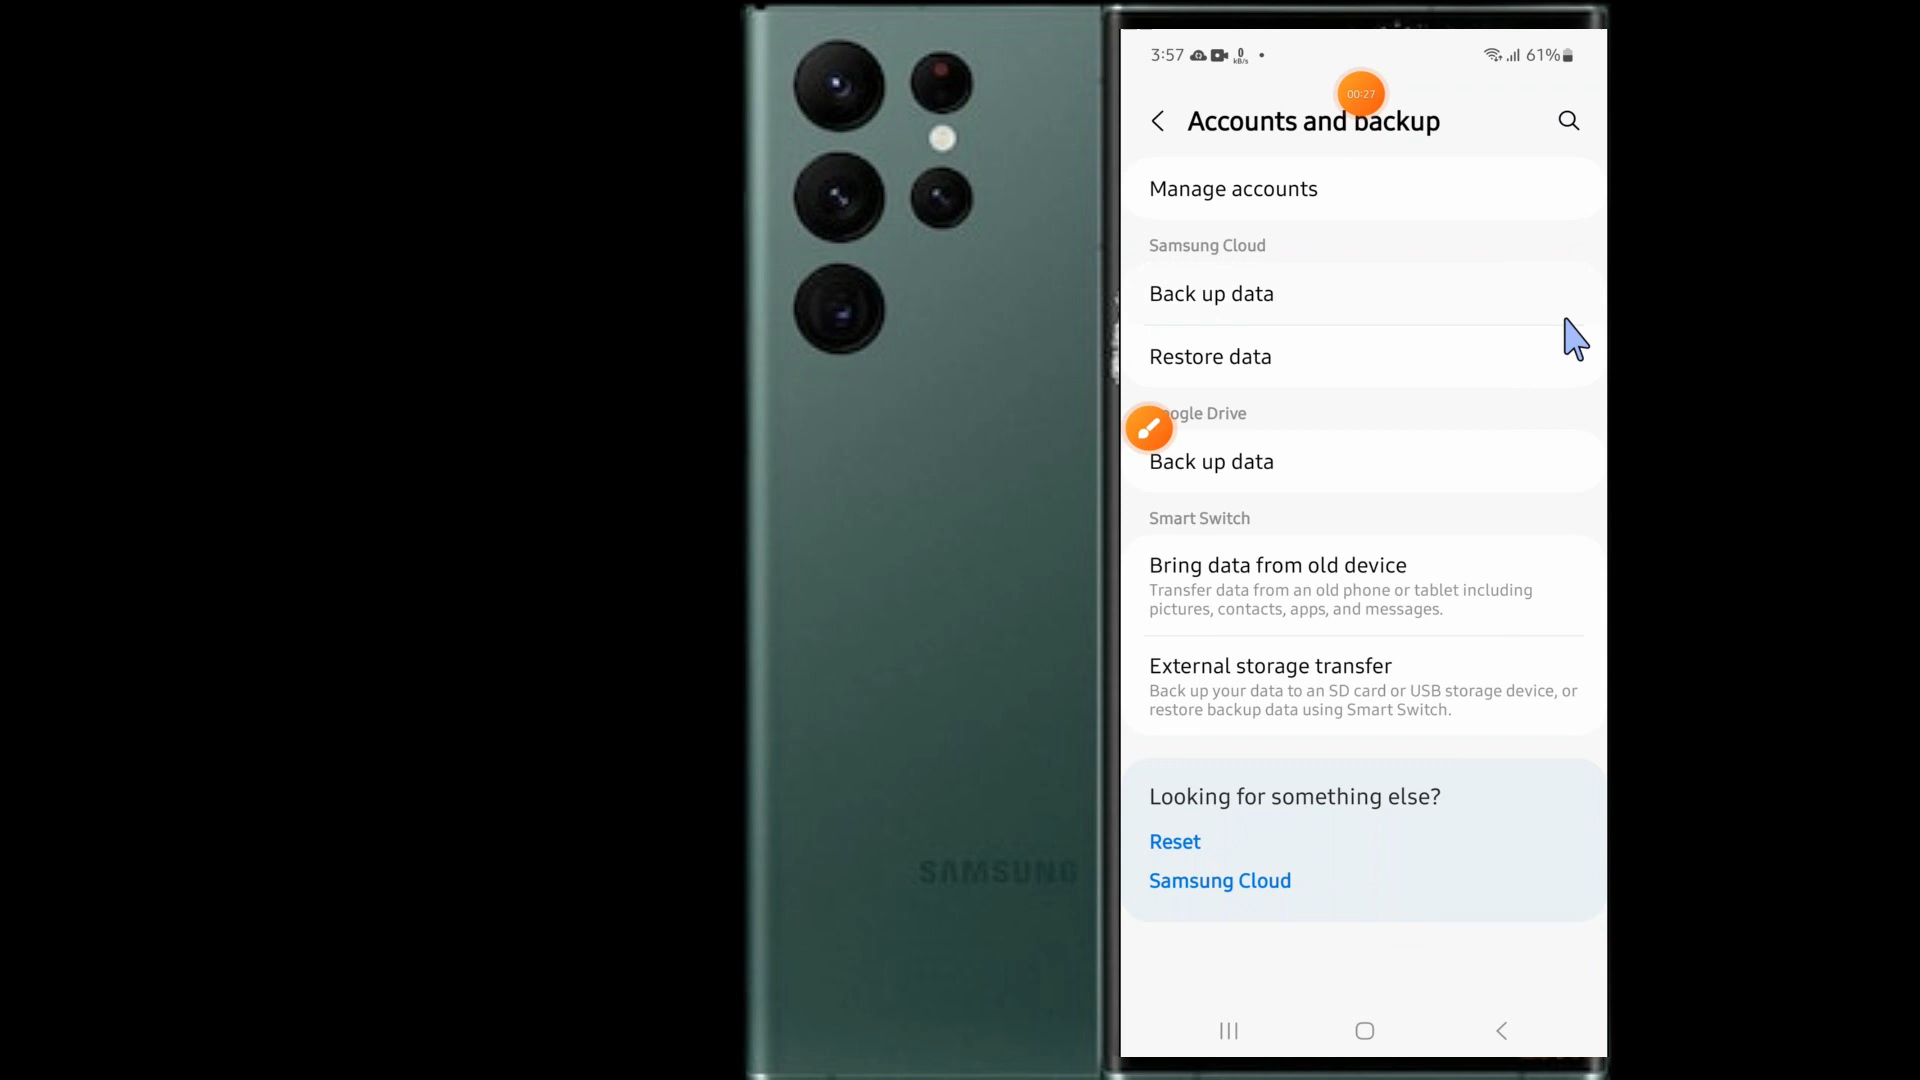 3:57
0
kB/s
61%
00:27
Accounts and backup
Manage accounts
Samsung Cloud
Back up data
Restore data
ogle Drive
Back up data
Smart Switch
Bring data from old device
Transfer data from an old phone or tablet including
pictures, contacts, apps, and messages.
External storage transfer
Back up your data to an SD card or USB storage device, or
restore backup data using Smart Switch.
Looking for something else?
Reset
Samsung Cloud
SAMSUNG